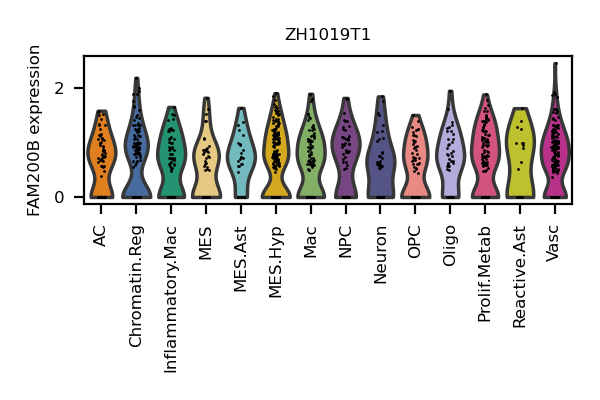 ZH1019T1
FAM200B expression
2
0
AC
Chromatin.Reg
Inflammatory.Mac
MES
MES.Ast
MES.Hyp
Mac
NPC
Neuron
OPC
Oligo
Prolif.Metab
Reactive.Ast
Vasc